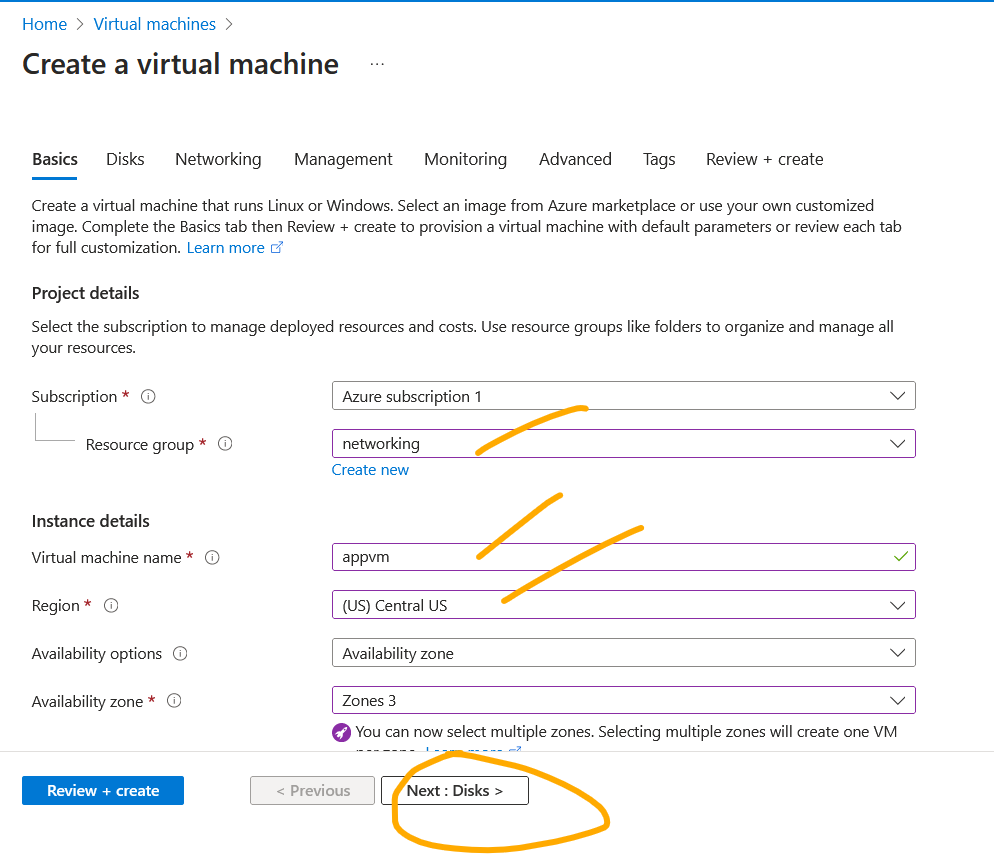 Home > Virtual machines >
Create a virtual machine ...
Basics Disks Networking Management Monitoring Advanced Tags Review + create
Create a virtual machine that runs Linux or Windows. Select an image from Azure marketplace or use your own customized
image. Complete the Basics tab then Review + create to provision a virtual machine with default parameters or review each tab
for full customization. Learn more
Project details
Select the subscription to manage deployed resources and costs. Use resource groups like folders to organize and manage all
your resources.
Subscription *
Azure subscription 1
Resource group *
networking
Create new
Instance details
Virtual machine name *
appvm
Region *
(US) Central US
Availability options
Availability zone
Availability zone *
Zones 3
You can now select multiple zones. Selecting multiple zones will create one VM
per zone. Learn more
Review + create
< Previous
Next : Disks >